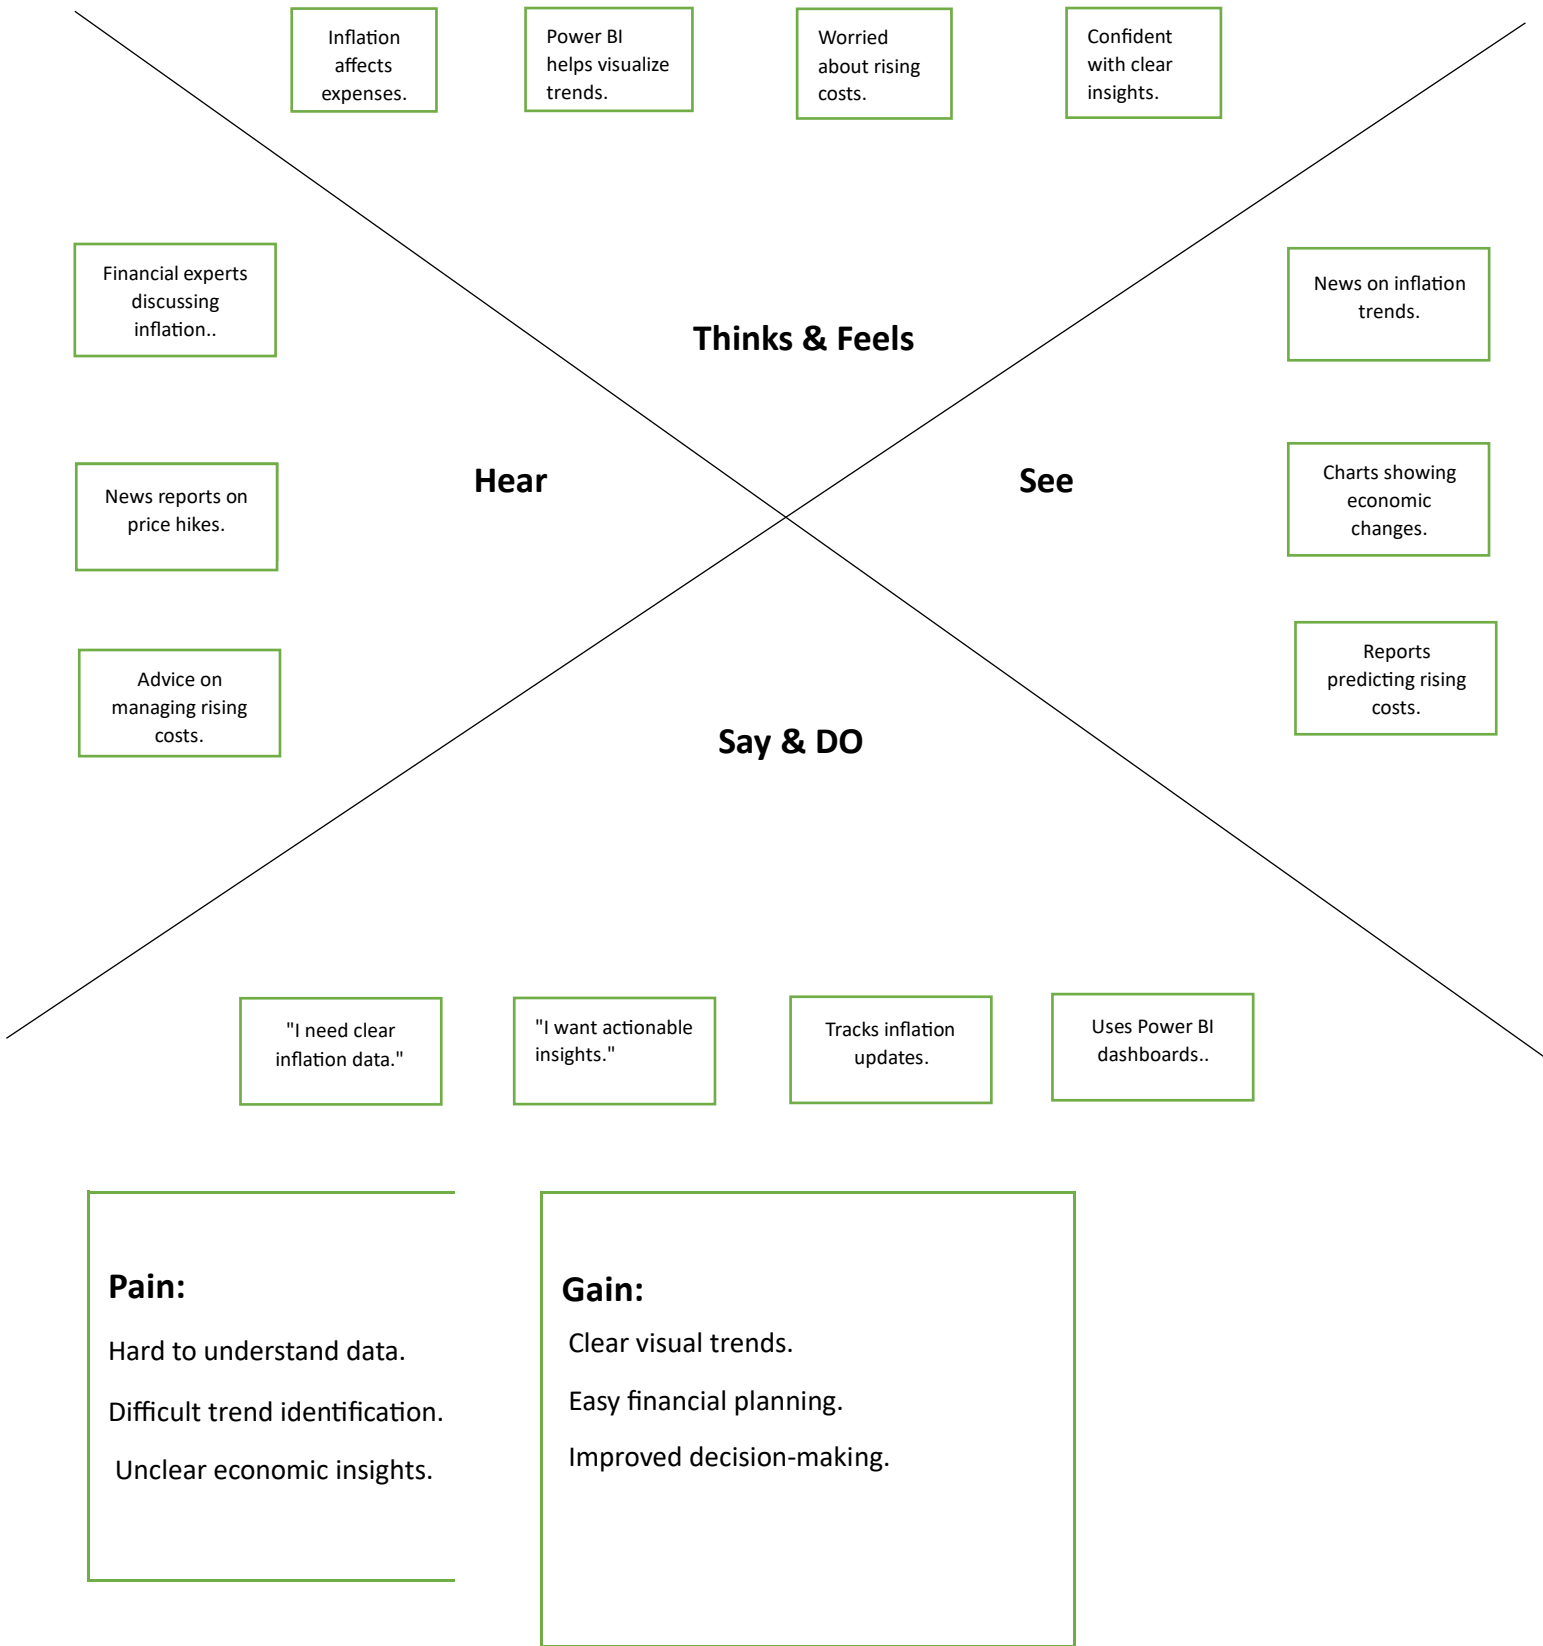 Inflation
affects
expenses.
Power BI
helps visualize
trends.
Worried
about rising
costs.
Confident
with clear
insights.
Financial experts
discussing
inflation..
News on inflation
trends.
Thinks & Feels
Hear
See
News reports on
price hikes.
Charts showing
economic
changes.
Advice on
managing rising
costs.
Reports
predicting rising
costs.
Say & DO
"I need clear
inflation data."
"I want actionable
insights."
Tracks inflation
updates.
Uses Power BI
dashboards..
Pain:
Hard to understand data.
Difficult trend identification.
Unclear economic insights.
Gain:
Clear visual trends.
Easy financial planning.
Improved decision-making.